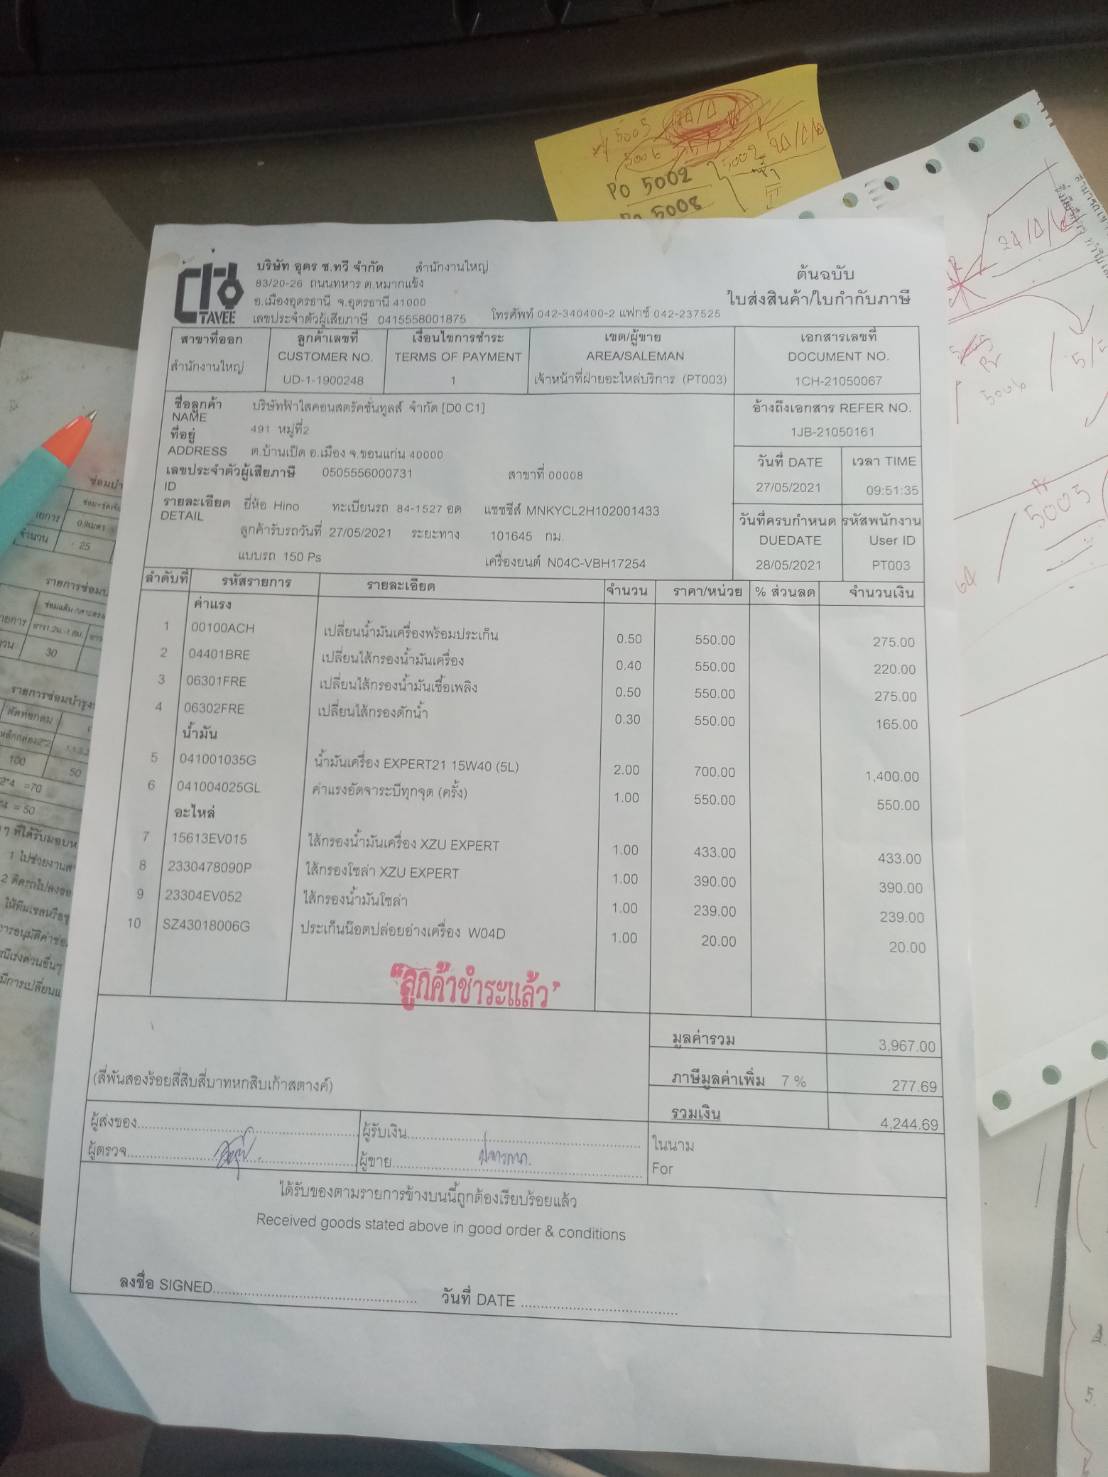 PO 5002
5008
บริษัท อุดร ช.ทวี จำกัด สำนักงานใหญ่
83/20-26 ถนนทหาร ต.หมากแข้ง
อ.เมืองอุดรธานี จ.อุดรธานี 41000
เลขประจำตัวผู้เสียภาษี 0415558001875 โทรศัพท์ 042-340400-2 แฟกซ์ 042-237525
TAVEE
ต้นฉบับ
ใบส่งสินค้า/ใบกำกับภาษี
สาขาที่ออก ลูกค้าเลขที่ เงื่อนไขการชำระ เขต/ผู้ขาย เอกสารเลขที่
CUSTOMER NO. TERMS OF PAYMENT AREA/SALEMAN DOCUMENT NO.
สำนักงานใหญ่ UD-1-1900248 1 เจ้าหน้าที่ฝ่ายอะไหล่บริการ (PT003) 1CH-21050067
ชื่อลูกค้า บริษัทฟ้าใสคอนสตรัคชั่นทูลส์ จำกัด [D0 C1] อ้างถึงเอกสาร REFER NO.
NAME
ที่อยู่ 491 หมู่ที่2 1JB-21050161
ADDRESS ต.บ้านเป็ด อ.เมือง จ.ขอนแก่น 40000
เลขประจำตัวผู้เสียภาษี 0505556000731 สาขาที่ 00008 วันที่ DATE เวลา TIME
ID
27/05/2021 09:51:35
รายละเอียด ยี่ห้อ Hino ทะเบียนรถ 84-1527 อด แชซซีส์ MNKYCL2H102001433
DETAIL
ลูกค้ารับรถวันที่ 27/05/2021 ระยะทาง 101645 กม. วันที่ครบกำหนด รหัสพนักงาน
DUEDATE User ID
แบบรถ 150 Ps เครื่องยนต์ N04C-VBH17254 28/05/2021 PT003
ลำดับที่ รหัสรายการ รายละเอียด จำนวน ราคา/หน่วย % ส่วนลด จำนวนเงิน
ค่าแรง
1 00100ACH เปลี่ยนน้ำมันเครื่องพร้อมประเก็น 0.50 550.00 275.00
2 04401BRE เปลี่ยนไส้กรองน้ำมันเครื่อง 0.40 550.00 220.00
3 06301FRE เปลี่ยนไส้กรองน้ำมันเชื้อเพลิง 0.50 550.00 275.00
4 06302FRE เปลี่ยนไส้กรองดักน้ำ 0.30 550.00 165.00
น้ำมัน
5 041001035G น้ำมันเครื่อง EXPERT21 15W40 (5L) 2.00 700.00 1,400.00
6 041004025GL ค่าแรงอัดจาระบีทุกจุด (ครั้ง) 1.00 550.00 550.00
อะไหล่
7 15613EV015 ไส้กรองน้ำมันเครื่อง XZU EXPERT 1.00 433.00 433.00
8 2330478090P ไส้กรองโซล่า XZU EXPERT 1.00 390.00 390.00
9 23304EV052 ไส้กรองน้ำมันโซล่า 1.00 239.00 239.00
10 SZ43018006G ประเก็นน๊อตปล่อยอ่างเครื่อง W04D 1.00 20.00 20.00
"ลูกค้าชำระแล้ว"
มูลค่ารวม 3,967.00
(สี่พันสองร้อยสี่สิบสี่บาทหกสิบเก้าสตางค์) ภาษีมูลค่าเพิ่ม 7 % 277.69
รวมเงิน 4,244.69
ผู้ส่งของ ผู้รับเงิน ในนาม
ผู้ตรวจ ผู้ขาย For
ได้รับของตามรายการข้างบนนี้ถูกต้องเรียบร้อยแล้ว
Received goods stated above in good order & conditions
ลงชื่อ SIGNED วันที่ DATE